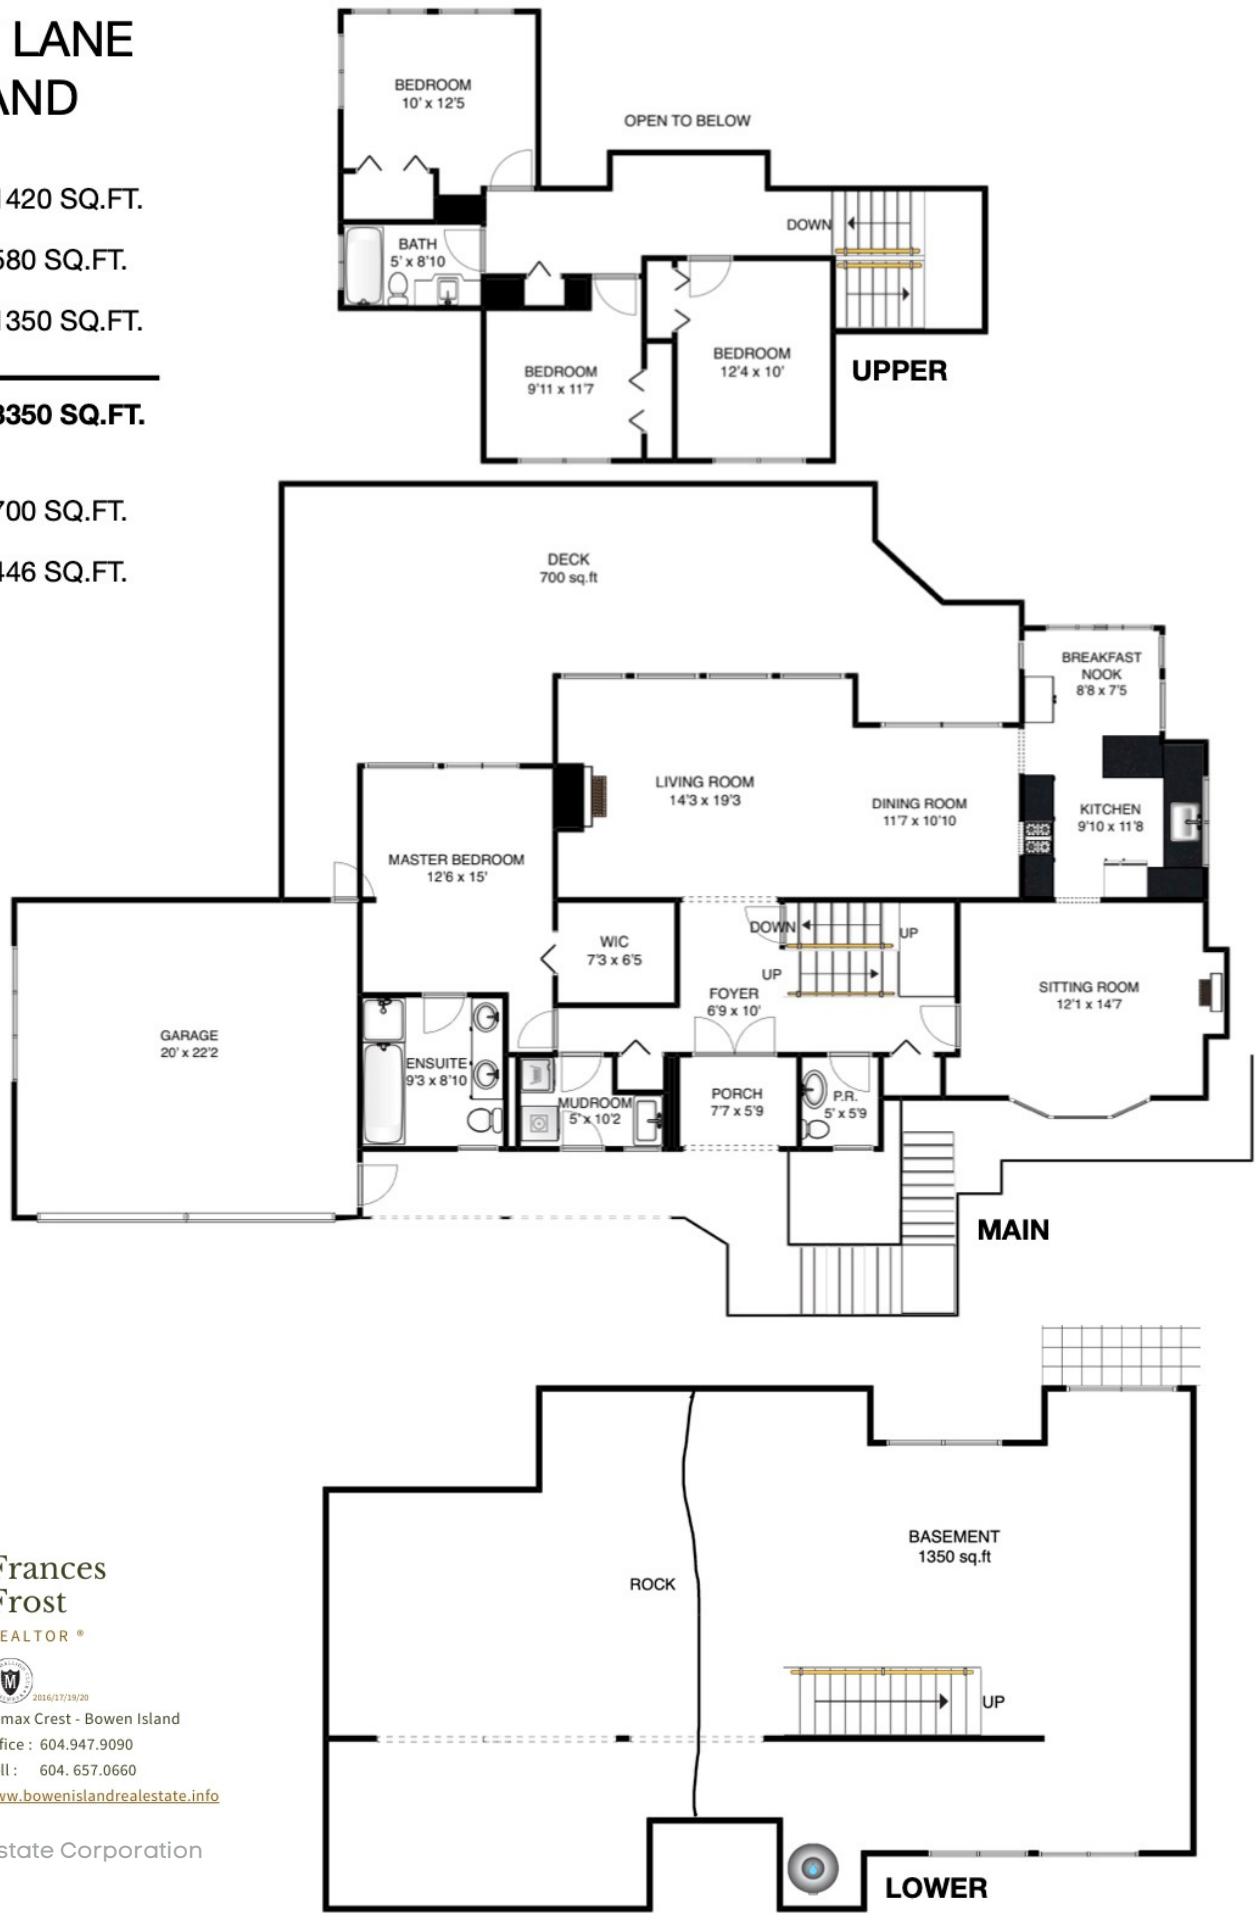 LANE
AND
1420 SQ.FT.
580 SQ.FT.
1350 SQ.FT.
3350 SQ.FT.
700 SQ.FT.
446 SQ.FT.
BEDROOM
10' x 12'5
OPEN TO BELOW
DOWN
BATH
5' x 8'10
BEDROOM
9'11 x 11'7
BEDROOM
12'4 x 10'
UPPER
DECK
700 sq.ft
BREAKFAST
NOOK
8'8 x 7'5
LIVING ROOM
14'3 x 19'3
DINING ROOM
11'7 x 10'10
KITCHEN
9'10 x 11'8
MASTER BEDROOM
12'6 x 15'
WIC
7'3 x 6'5
DOWN
UP
UP
FOYER
6'9 x 10'
SITTING ROOM
12'1 x 14'7
GARAGE
20' x 22'2
ENSUITE
9'3 x 8'10
MUDROOM
5' x 10'2
PORCH
7'7 x 5'9
P.R.
5' x 5'9
MAIN
BASEMENT
1350 sq.ft
ROCK
UP
LOWER
Frances
Frost
EALTOR ®
M
2016/17/19/20
max Crest - Bowen Island
fice : 604.947.9090
ll : 604. 657.0660
ww.bowenislandrealestate.info
state Corporation